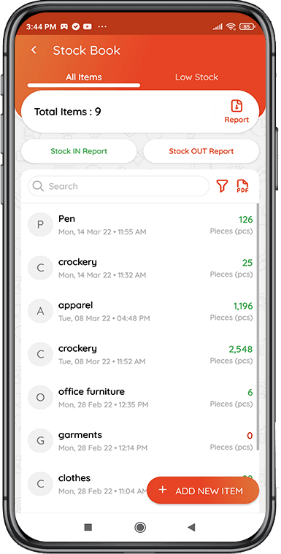 3:44 PM
Stock Book
All Items
Low Stock
Total Items : 9
Report
Stock IN Report
Stock OUT Report
Search
PDF
P
Pen
126
Mon, 14 Mar 22 • 11:55 AM
Pieces (pcs)
C
crockery
25
Mon, 14 Mar 22 • 11:32 AM
Pieces (pcs)
A
apparel
1,196
Tue, 08 Mar 22 • 04:48 PM
Pieces (pcs)
C
crockery
2,548
Tue, 08 Mar 22 • 11:52 AM
Pieces (pcs)
O
office furniture
6
Mon, 28 Feb 22 • 12:35 PM
Pieces (pcs)
G
garments
0
Mon, 28 Feb 22 • 12:14 PM
Pieces (pcs)
C
clothes
Mon, 28 Feb 22 • 11:04 AM
+ ADD NEW ITEM